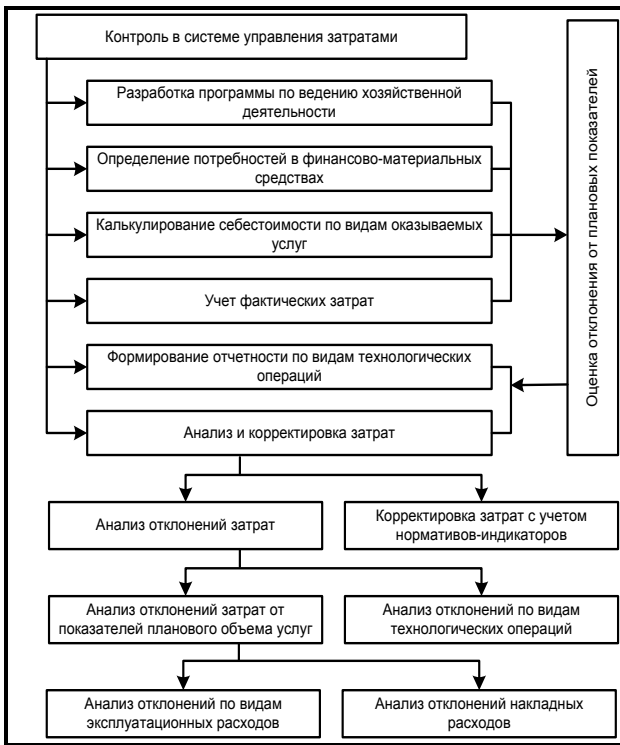 Контроль в системе управления затратами
Разработка программы по ведению хозяйственной
деятельности
Определение потребностей в финансово-материальных
средствах
Калькулирование себестоимости по видам оказываемых
услуг
Учет фактических затрат
Формирование отчетности по видам технологических
операций
Анализ и корректировка затрат
Оценка отклонения от плановых показателей
Анализ отклонений затрат
Корректировка затрат с учетом
нормативов-индикаторов
Анализ отклонений затрат от
показателей планового объема услуг
Анализ отклонений по видам
технологических операций
Анализ отклонений по видам
эксплуатационных расходов
Анализ отклонений накладных
расходов